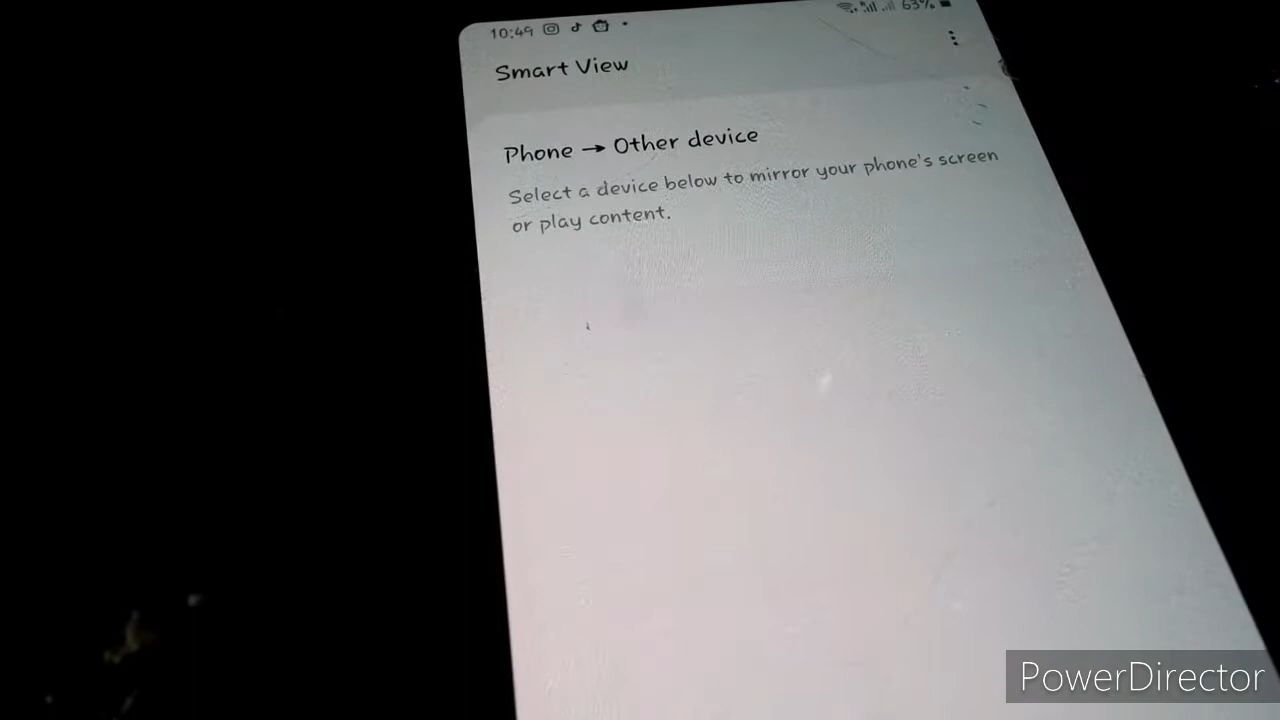 10:49
63%
Smart View
Phone → Other device
Select a device below to mirror your phone's screen
or play content.
PowerDirector